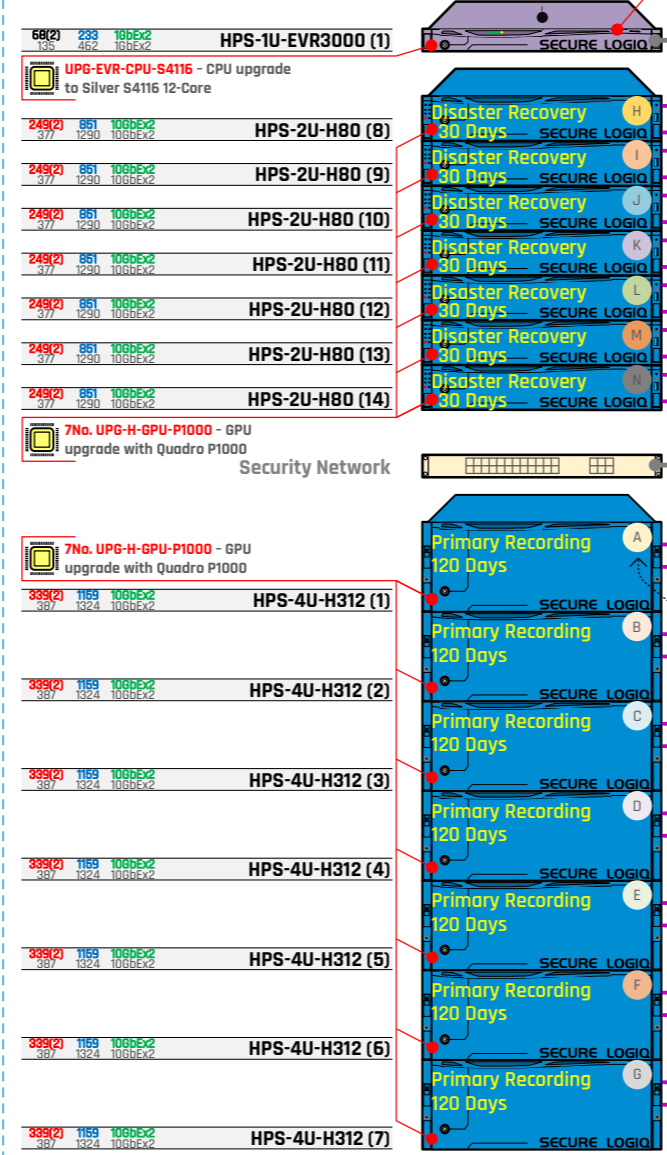 68(2) 233 1GbEx2
135 462 1GbEx2
HPS-1U-EVR3000 (1)
SECURE LOGIQ
UPG-EVR-CPU-S4116 - CPU upgrade
to Silver S4116 12-Core
249(2) 851 10GbEx2
377 1290 10GbEx2
HPS-2U-H80 (8)
Disaster Recovery
30 Days
H
SECURE LOGIQ
249(2) 851 10GbEx2
377 1290 10GbEx2
HPS-2U-H80 (9)
Disaster Recovery
30 Days
I
SECURE LOGIQ
249(2) 851 10GbEx2
377 1290 10GbEx2
HPS-2U-H80 (10)
Disaster Recovery
30 Days
J
SECURE LOGIQ
249(2) 851 10GbEx2
377 1290 10GbEx2
HPS-2U-H80 (11)
Disaster Recovery
30 Days
K
SECURE LOGIQ
249(2) 851 10GbEx2
377 1290 10GbEx2
HPS-2U-H80 (12)
Disaster Recovery
30 Days
L
SECURE LOGIQ
249(2) 851 10GbEx2
377 1290 10GbEx2
HPS-2U-H80 (13)
Disaster Recovery
30 Days
M
SECURE LOGIQ
249(2) 851 10GbEx2
377 1290 10GbEx2
HPS-2U-H80 (14)
Disaster Recovery
30 Days
N
SECURE LOGIQ
7No. UPG-H-GPU-P1000 - GPU
upgrade with Quadro P1000
Security Network
7No. UPG-H-GPU-P1000 - GPU
upgrade with Quadro P1000
339(2) 1159 10GbEx2
387 1324 10GbEx2
HPS-4U-H312 (1)
Primary Recording
120 Days
A
SECURE LOGIQ
339(2) 1159 10GbEx2
387 1324 10GbEx2
HPS-4U-H312 (2)
Primary Recording
120 Days
B
SECURE LOGIQ
339(2) 1159 10GbEx2
387 1324 10GbEx2
HPS-4U-H312 (3)
Primary Recording
120 Days
C
SECURE LOGIQ
339(2) 1159 10GbEx2
387 1324 10GbEx2
HPS-4U-H312 (4)
Primary Recording
120 Days
D
SECURE LOGIQ
339(2) 1159 10GbEx2
387 1324 10GbEx2
HPS-4U-H312 (5)
Primary Recording
120 Days
E
SECURE LOGIQ
339(2) 1159 10GbEx2
387 1324 10GbEx2
HPS-4U-H312 (6)
Primary Recording
120 Days
F
SECURE LOGIQ
339(2) 1159 10GbEx2
387 1324 10GbEx2
HPS-4U-H312 (7)
Primary Recording
120 Days
G
SECURE LOGIQ